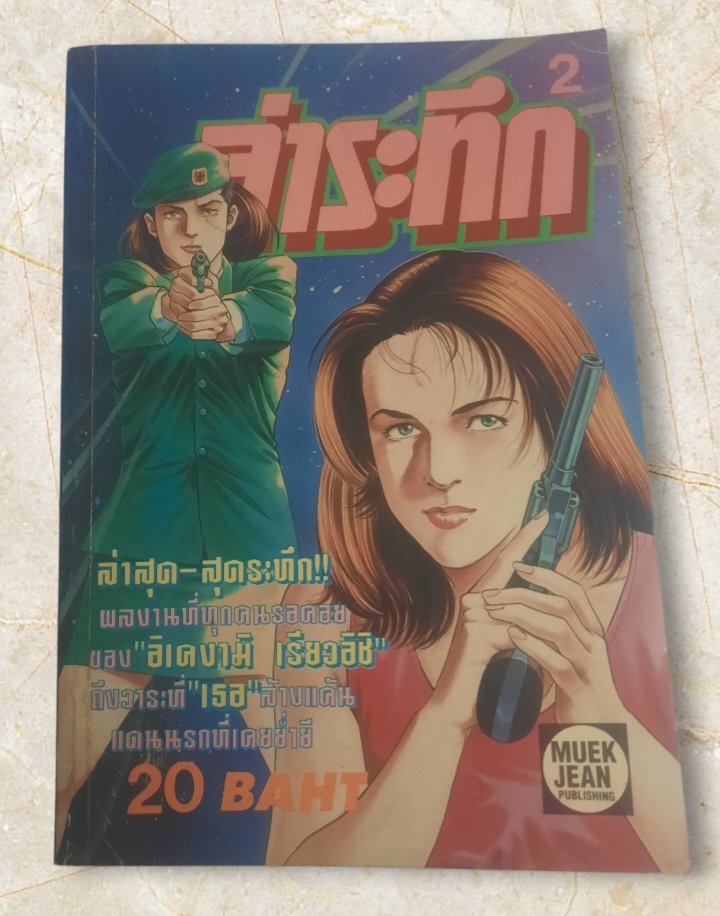 2
ล่าระทึก
ล่าสุด-สุดระทึก!!
ผลงานที่ทุกคนรอคอย
ของ"อิเคงามิ เรียวอิชิ"
ถึงวาระที่"เธอ"ล้างแค้น
แดนนรกที่เคยย่ำยี
20 BAHT
MUEK
JEAN
PUBLISHING